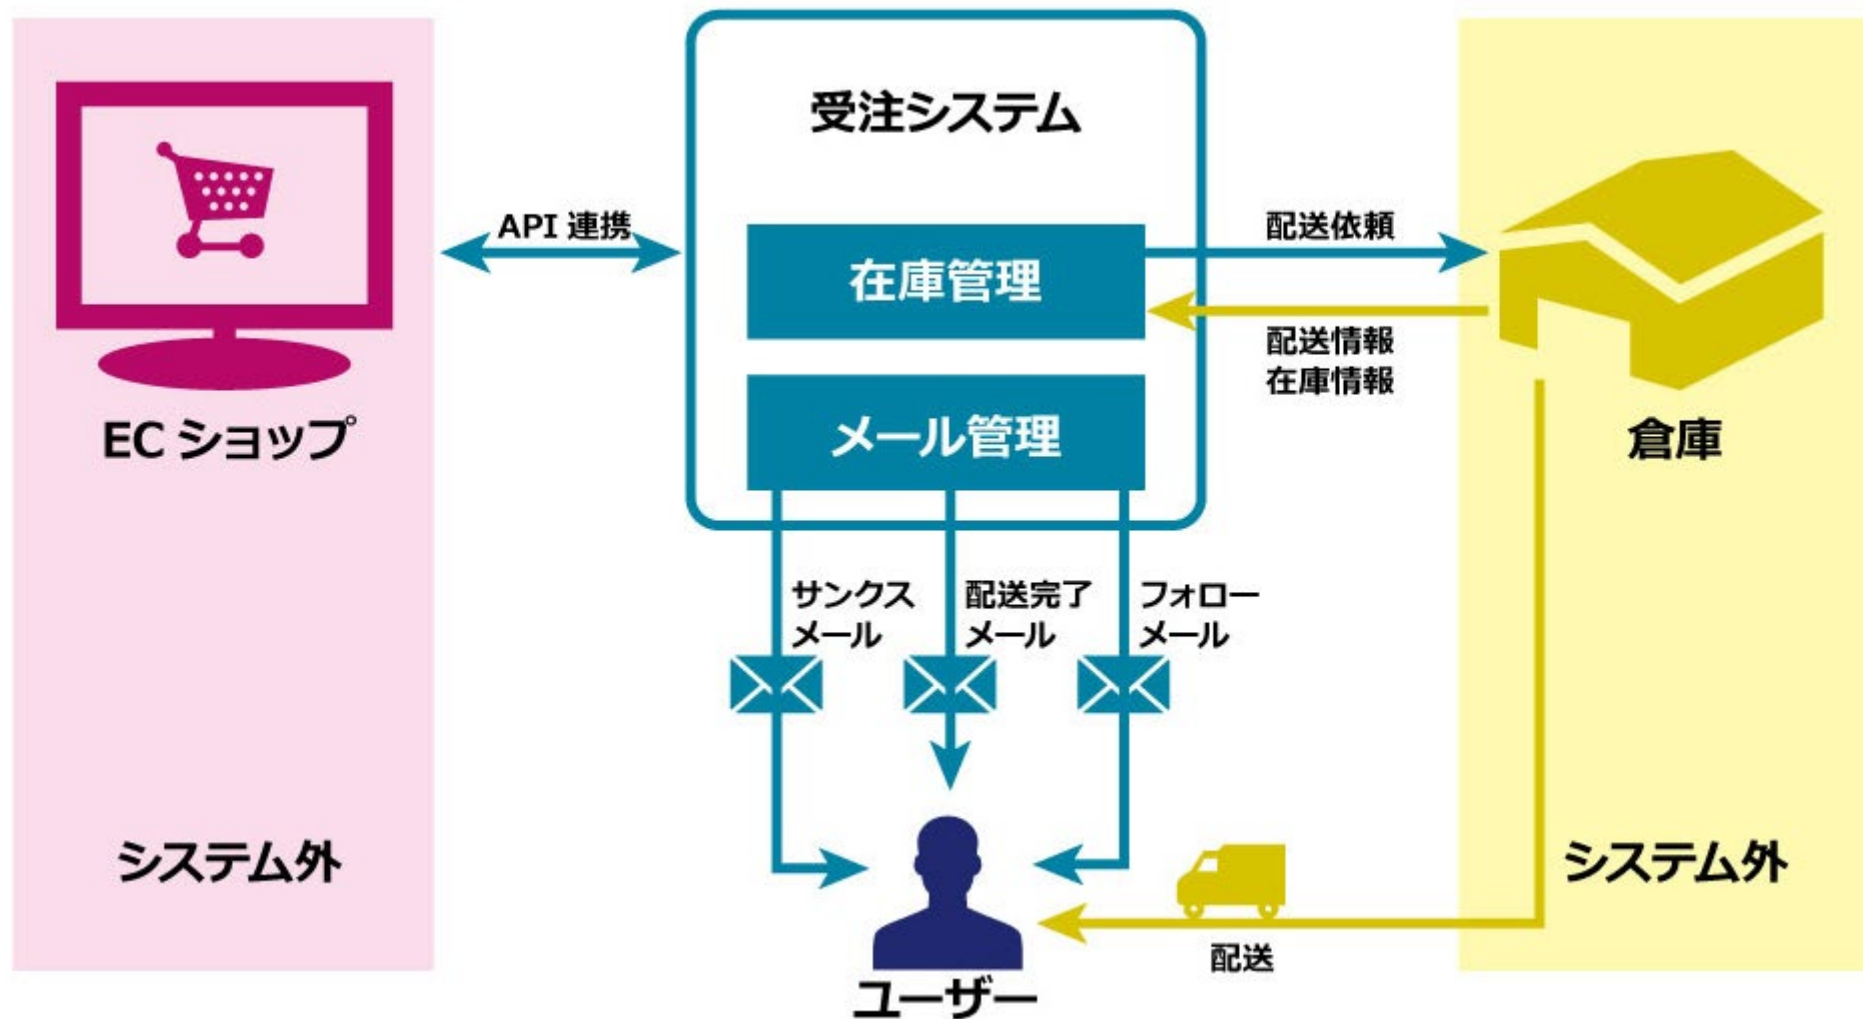 受注システム
API 連携
配送依頼
在庫管理
配送情報
在庫情報
メール管理
EC ショップ
倉庫
サンクス
メール
配送完了
メール
フォロー
メール
システム外
システム外
配送
ユーザー